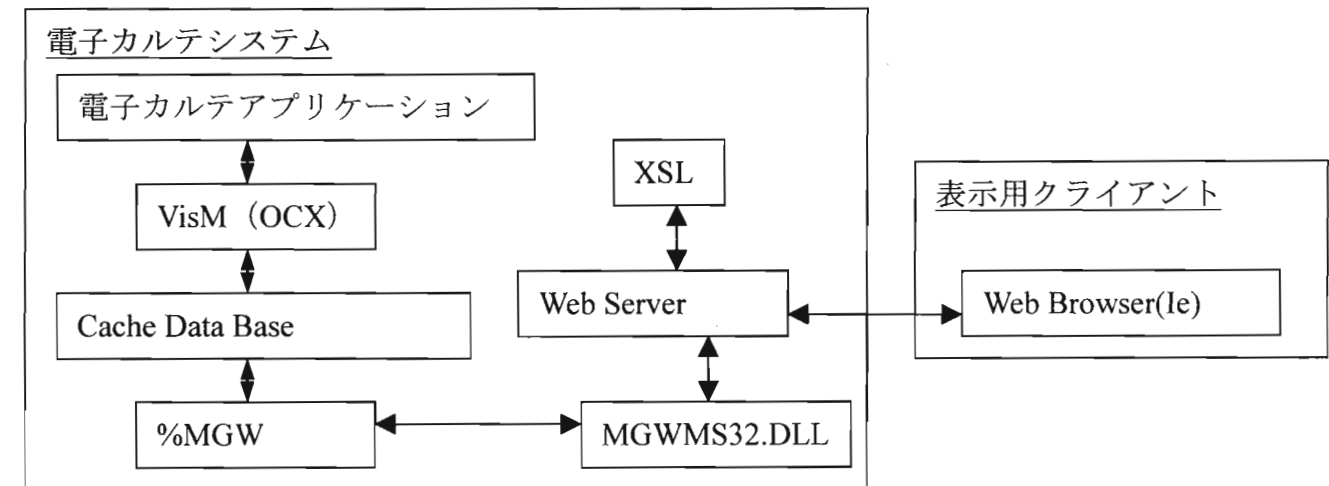 電子カルテシステム
電子カルテアプリケーション
VisM（OCX）
Cache Data Base
%MGW
XSL
Web Server
MGWMS32.DLL
表示用クライアント
Web Browser(Ie)